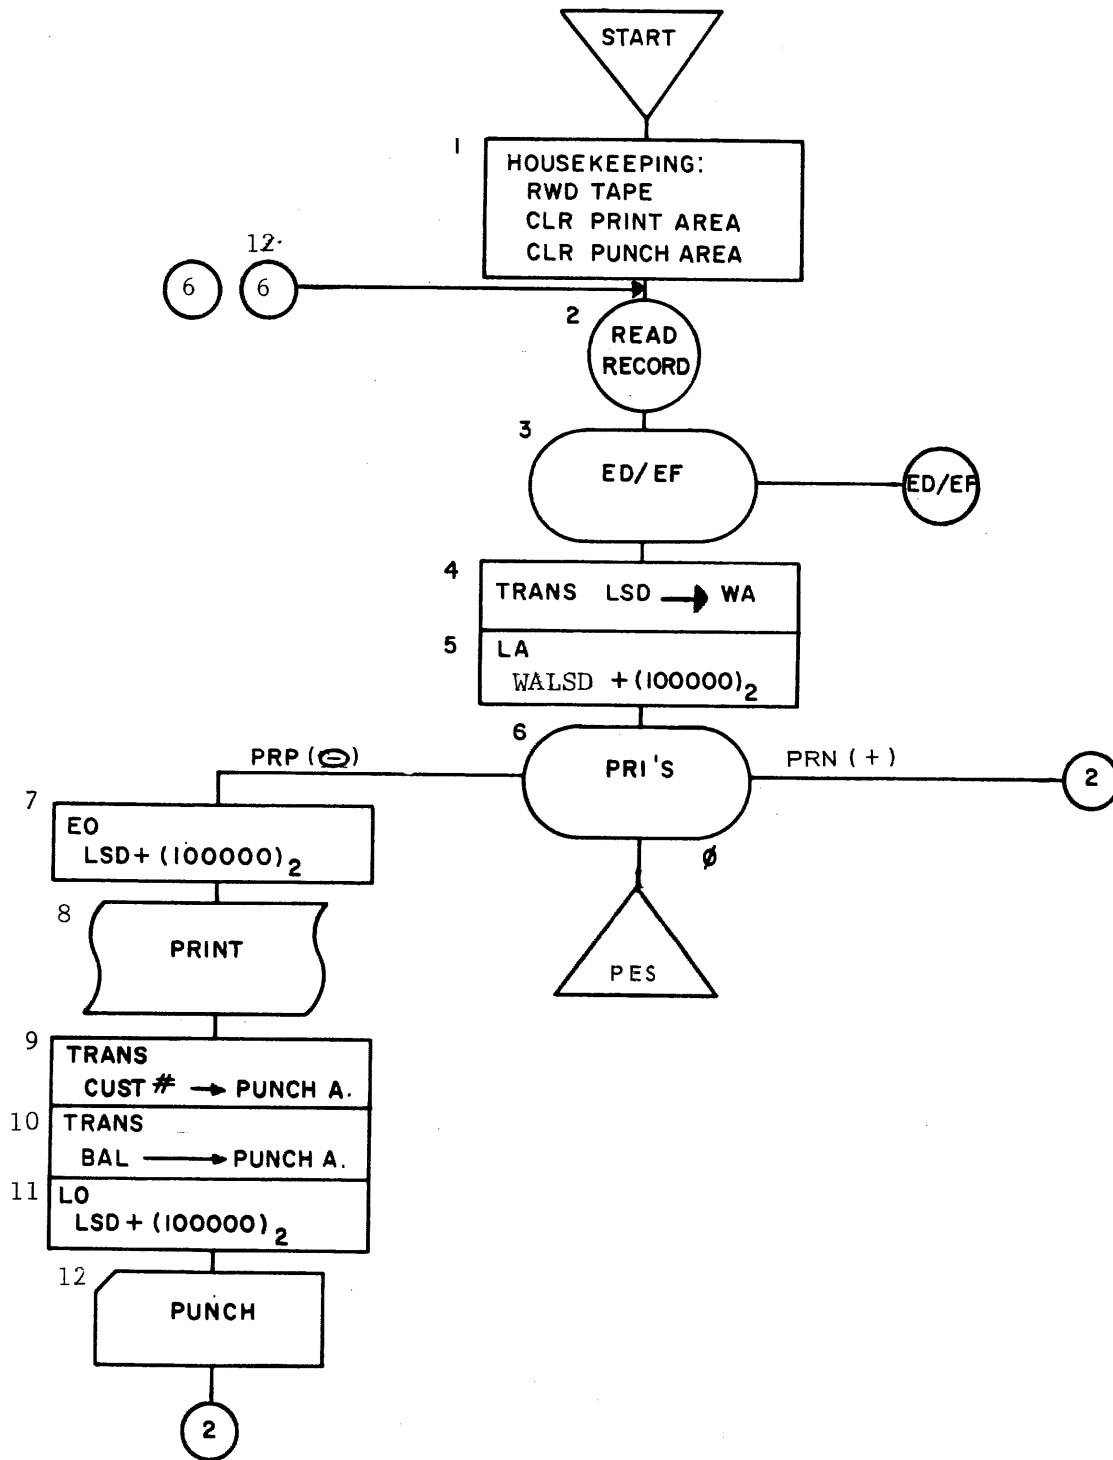 START
1
HOUSEKEEPING:
RWD TAPE
CLR PRINT AREA
CLR PUNCH AREA
12
6 6
2
READ
RECORD
3
ED/EF
ED/EF
4
TRANS LSD → WA
5
LA
WALSD + (100000)2
6
PRI'S
PRP (⊖)
PRN (+)
2
Ø
PES
7
EO
LSD + (100000)2
8
PRINT
9
TRANS
CUST # → PUNCH A.
10
TRANS
BAL → PUNCH A.
11
LO
LSD + (100000)2
12
PUNCH
2